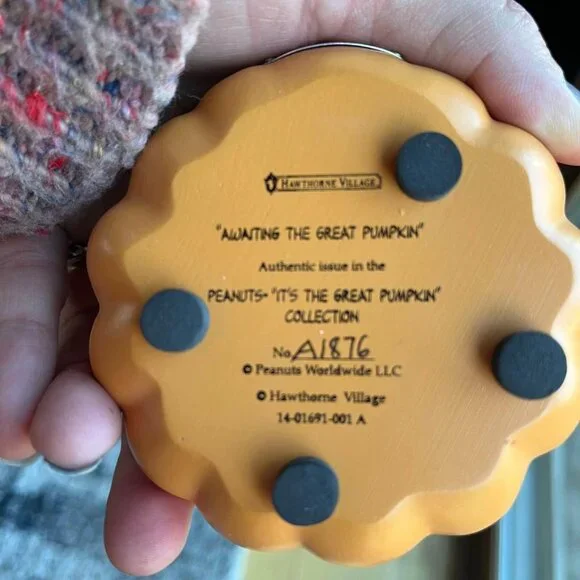 HAWTHORNE VILLAGE
"AWAITING THE GREAT PUMPKIN"
Authentic issue in the
PEANUTS® "IT'S THE GREAT PUMPKIN"
COLLECTION
No. A1876
© Peanuts Worldwide LLC
© Hawthorne Village
14-01691-001 A